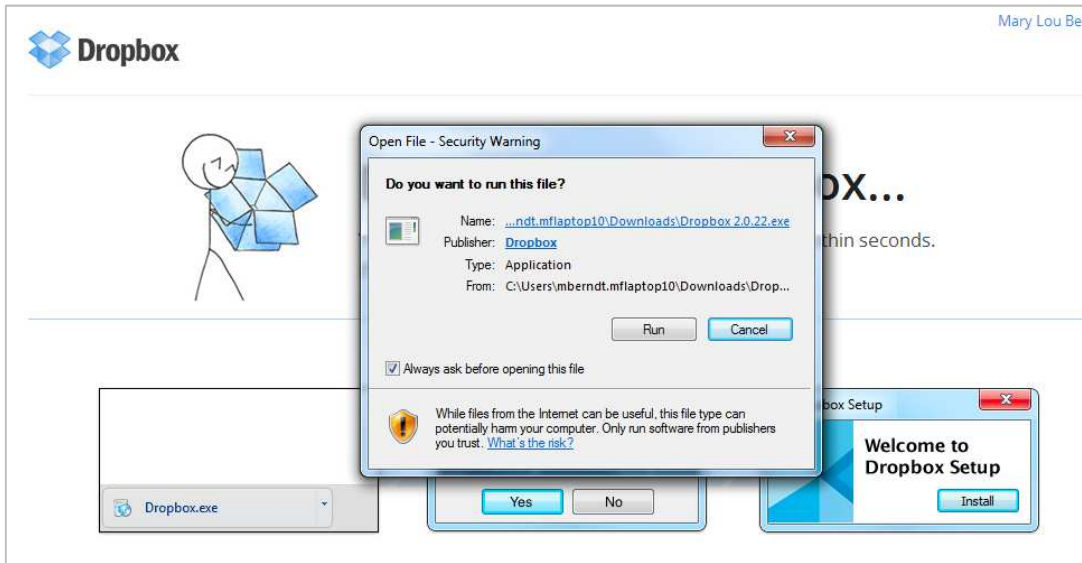 Mary Lou Be
Dropbox
Open File - Security Warning
Do you want to run this file?
Name: ...ndt.mflaptop10\Downloads\Dropbox 2.0.22.exe
Publisher: Dropbox
Type: Application
From: C:\Users\mberndt.mflaptop10\Downloads\Drop...
Run Cancel
Always ask before opening this file
While files from the Internet can be useful, this file type can
potentially harm your computer. Only run software from publishers
you trust. What's the risk?
ox...
thin seconds.
Dropbox.exe
Yes No
box Setup
Welcome to
Dropbox Setup
Install